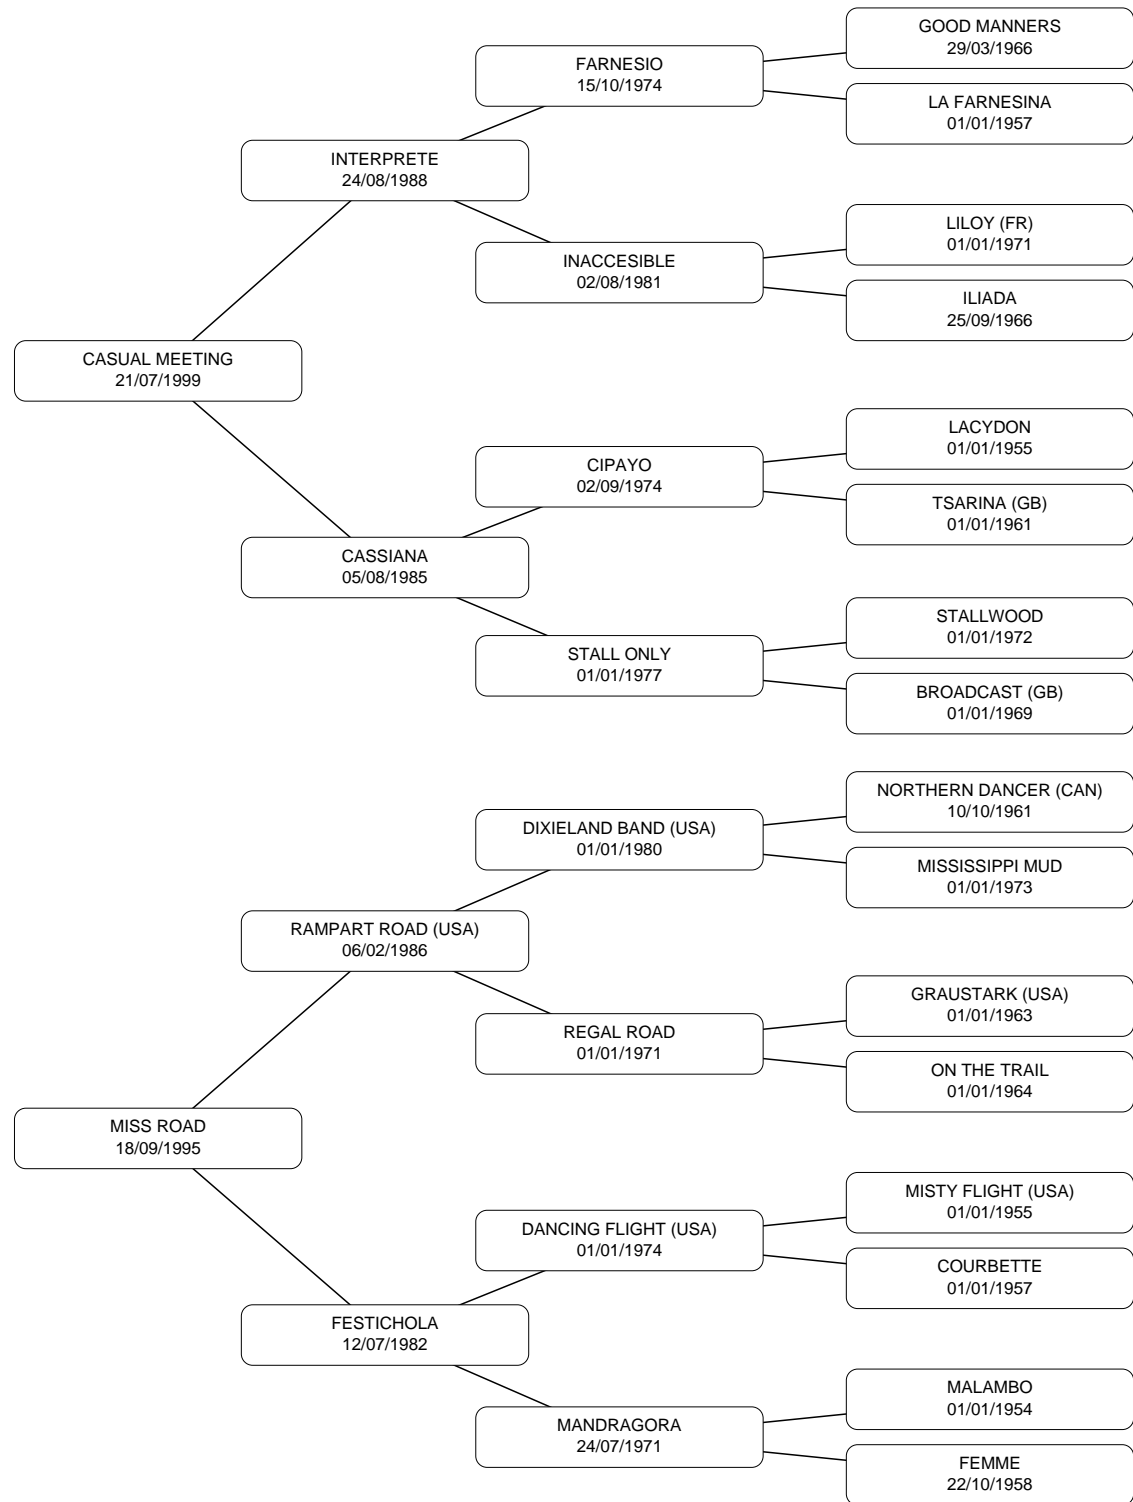 GOOD MANNERS
29/03/1966
FARNESIO
15/10/1974
LA FARNESINA
01/01/1957
INTERPRETE
24/08/1988
LILOY (FR)
01/01/1971
INACCESIBLE
02/08/1981
ILIADA
25/09/1966
CASUAL MEETING
21/07/1999
LACYDON
01/01/1955
CIPAYO
02/09/1974
TSARINA (GB)
01/01/1961
CASSIANA
05/08/1985
STALLWOOD
01/01/1972
STALL ONLY
01/01/1977
BROADCAST (GB)
01/01/1969
NORTHERN DANCER (CAN)
10/10/1961
DIXIELAND BAND (USA)
01/01/1980
MISSISSIPPI MUD
01/01/1973
RAMPART ROAD (USA)
06/02/1986
GRAUSTARK (USA)
01/01/1963
REGAL ROAD
01/01/1971
ON THE TRAIL
01/01/1964
MISS ROAD
18/09/1995
MISTY FLIGHT (USA)
01/01/1955
DANCING FLIGHT (USA)
01/01/1974
COURBETTE
01/01/1957
FESTICHOLA
12/07/1982
MALAMBO
01/01/1954
MANDRAGORA
24/07/1971
FEMME
22/10/1958